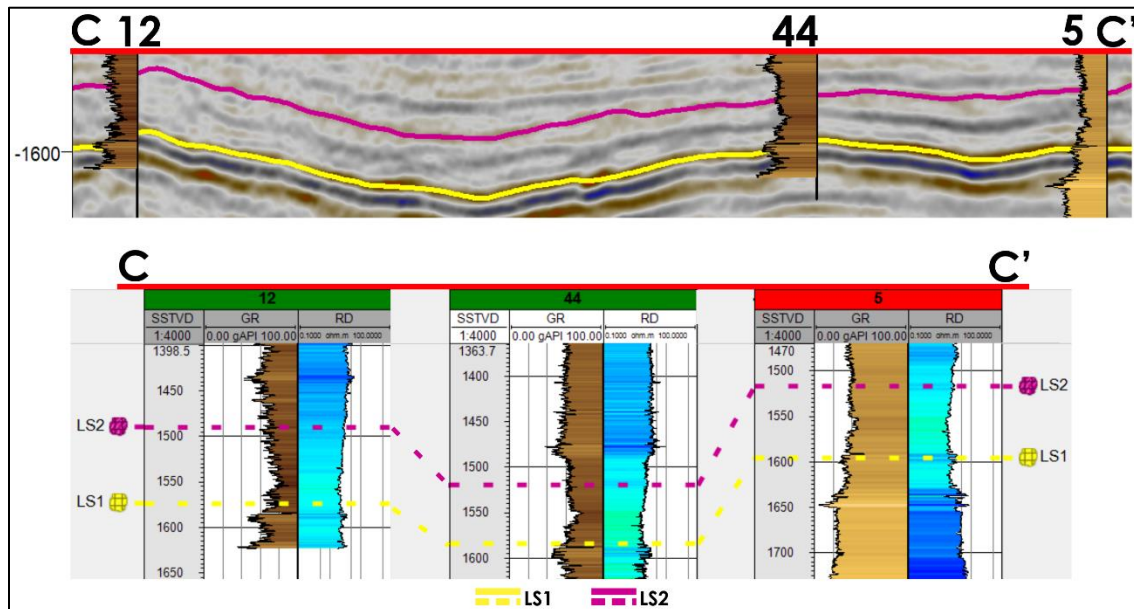 C 12 44 5 C'
-1600
C C'
12 44 5
SSTVD GR RD SSTVD GR RD SSTVD GR RD
1:4000 0.00 gAPI 100.00 0.1000 ohm.m 100.0000 1:4000 0.00 gAPI 100.00 0.1000 ohm.m 100.0000 1:4000 0.00 gAPI 100.00 0.1000 ohm.m 100.0000
1398.5 1363.7 1470
1400 1500
1450
LS2 1450 1550 LS2
1500
1500 1600
LS1 1550 LS1
1550 1650
1600
1600 1700
1650
LS1 LS2